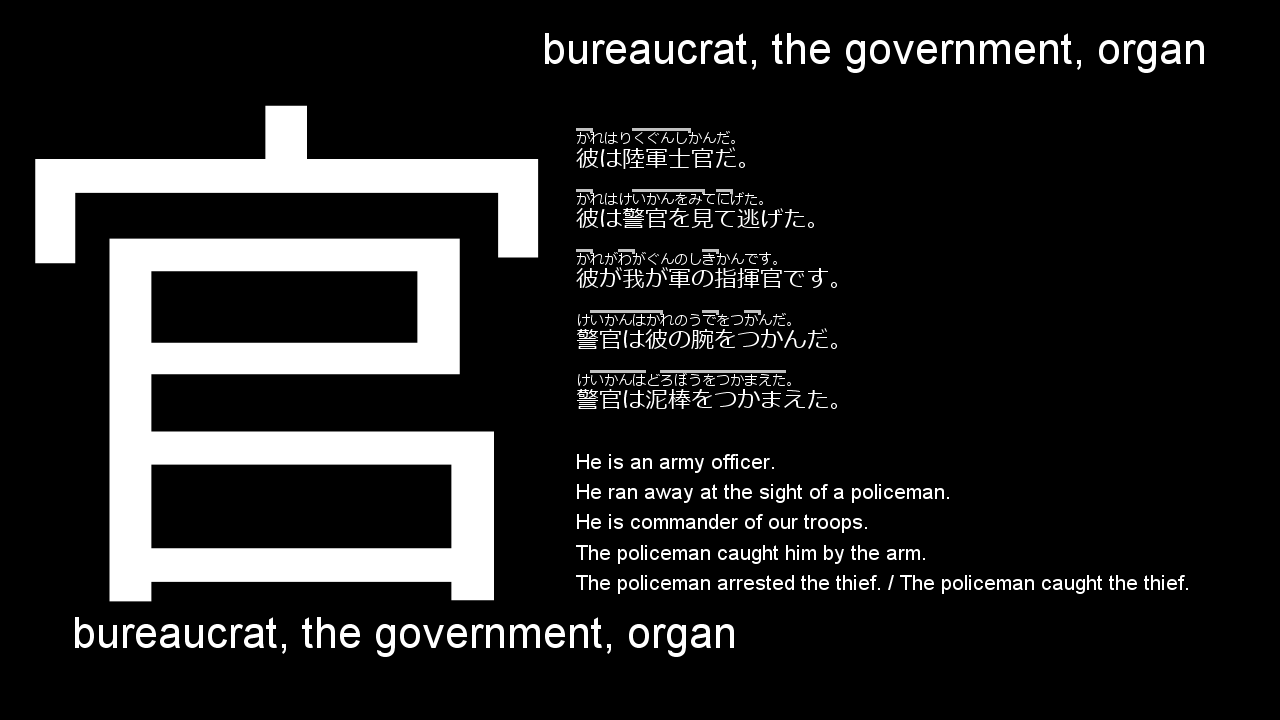 bureaucrat, the government, organ
官
かれはりくぐんしかんだ。
彼は陸軍士官だ。
かれはけいかんをみてにげた。
彼は警官を見て逃げた。
かれがわがぐんのしきかんです。
彼が我が軍の指揮官です。
けいかんはかれのうでをつかんだ。
警官は彼の腕をつかんだ。
けいかんはどろぼうをつかまえた。
警官は泥棒をつかまえた。
He is an army officer.
He ran away at the sight of a policeman.
He is commander of our troops.
The policeman caught him by the arm.
The policeman arrested the thief. / The policeman caught the thief.
bureaucrat, the government, organ